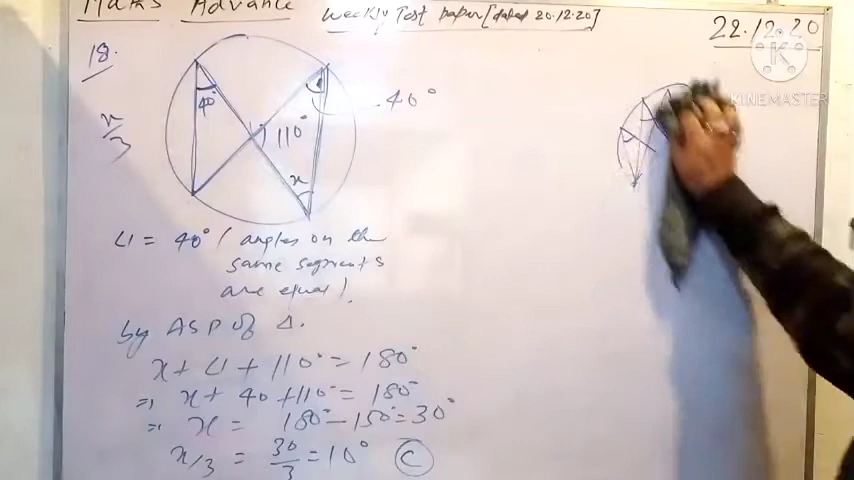 Maths Advance Weekly Test paper [dated 20.12.20]
22.12.20
K
KINEMASTER
18.
x/3
40°
40°
110°
x
∠1 = 40° ( angles on the
same segments
are equal ).
by ASP of Δ.
x + ∠1 + 110° = 180°
⇒ x + 40 + 110° = 180°
⇒ x = 180° - 150° = 30°
x/3 = 30/3 = 10° (C)